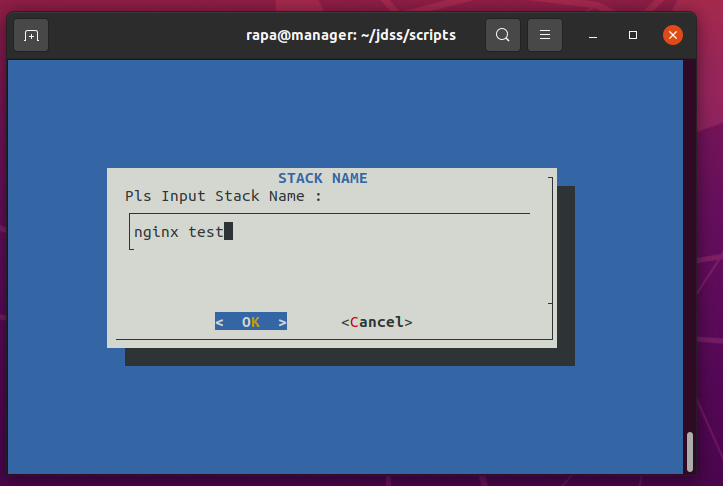 rapa@manager: ~/jdss/scripts
STACK NAME
Pls Input Stack Name :
nginx test
< OK > <Cancel>